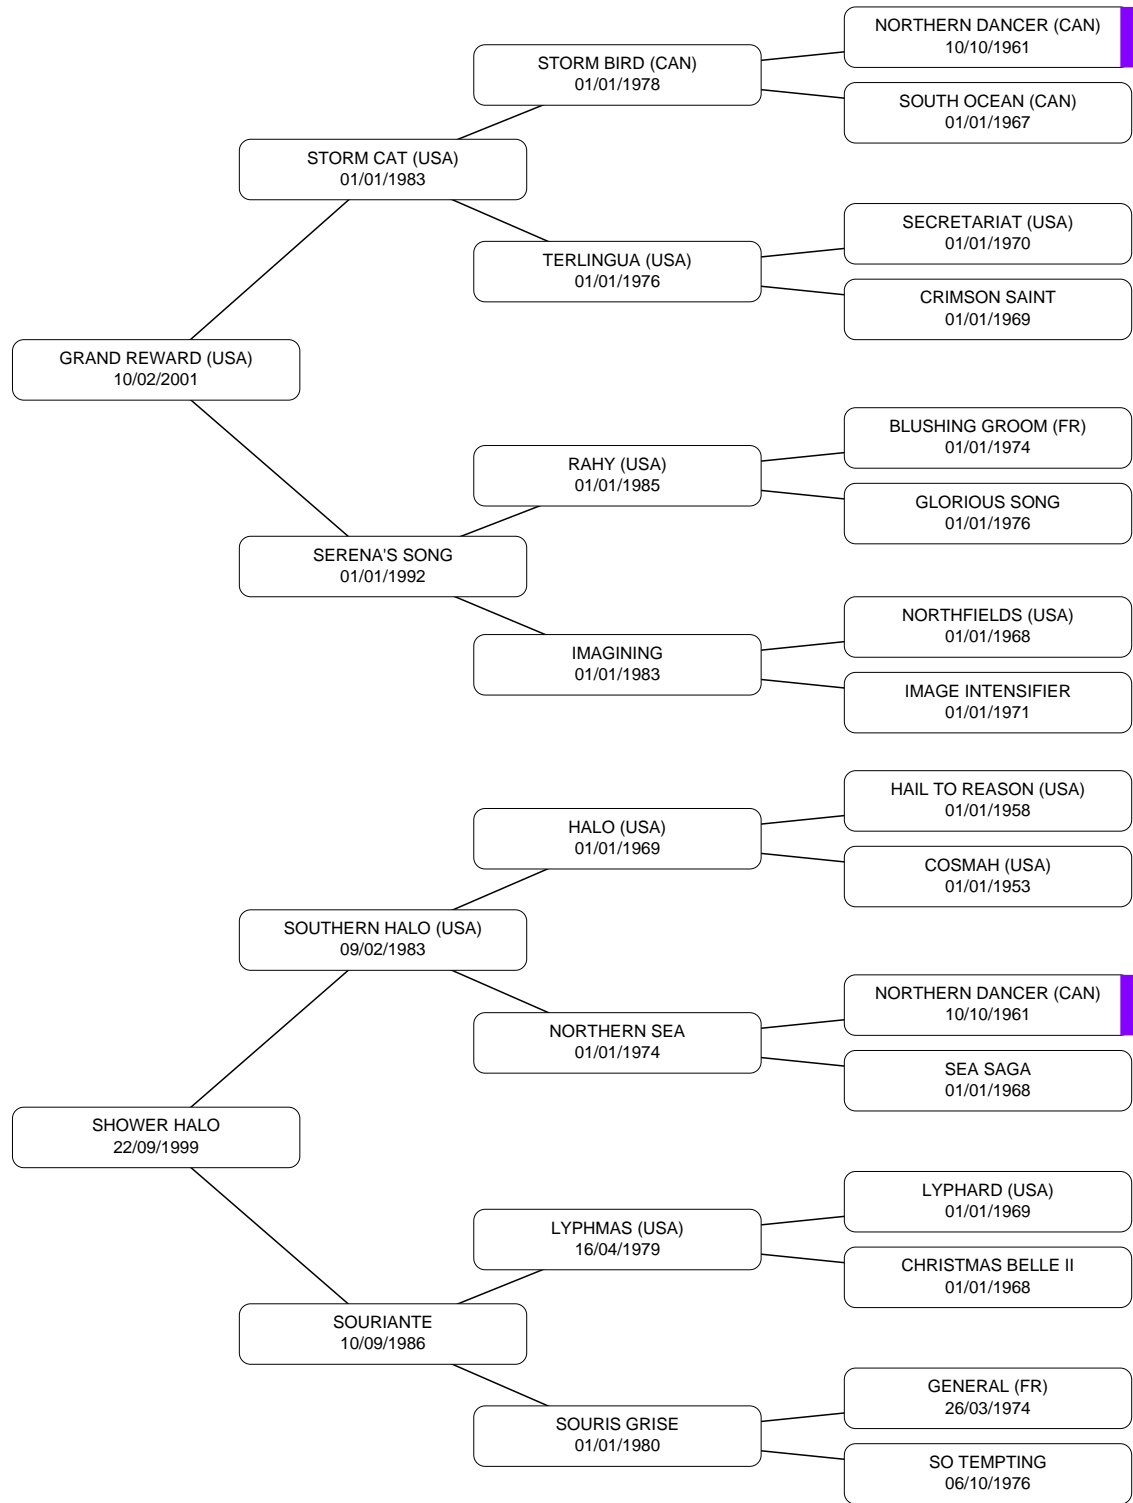 NORTHERN DANCER (CAN)
10/10/1961
STORM BIRD (CAN)
01/01/1978
SOUTH OCEAN (CAN)
01/01/1967
STORM CAT (USA)
01/01/1983
SECRETARIAT (USA)
01/01/1970
TERLINGUA (USA)
01/01/1976
CRIMSON SAINT
01/01/1969
GRAND REWARD (USA)
10/02/2001
BLUSHING GROOM (FR)
01/01/1974
RAHY (USA)
01/01/1985
GLORIOUS SONG
01/01/1976
SERENA'S SONG
01/01/1992
NORTHFIELDS (USA)
01/01/1968
IMAGINING
01/01/1983
IMAGE INTENSIFIER
01/01/1971
HAIL TO REASON (USA)
01/01/1958
HALO (USA)
01/01/1969
COSMAH (USA)
01/01/1953
SOUTHERN HALO (USA)
09/02/1983
NORTHERN DANCER (CAN)
10/10/1961
NORTHERN SEA
01/01/1974
SEA SAGA
01/01/1968
SHOWER HALO
22/09/1999
LYPHARD (USA)
01/01/1969
LYPHMAS (USA)
16/04/1979
CHRISTMAS BELLE II
01/01/1968
SOURIANTE
10/09/1986
GENERAL (FR)
26/03/1974
SOURIS GRISE
01/01/1980
SO TEMPTING
06/10/1976